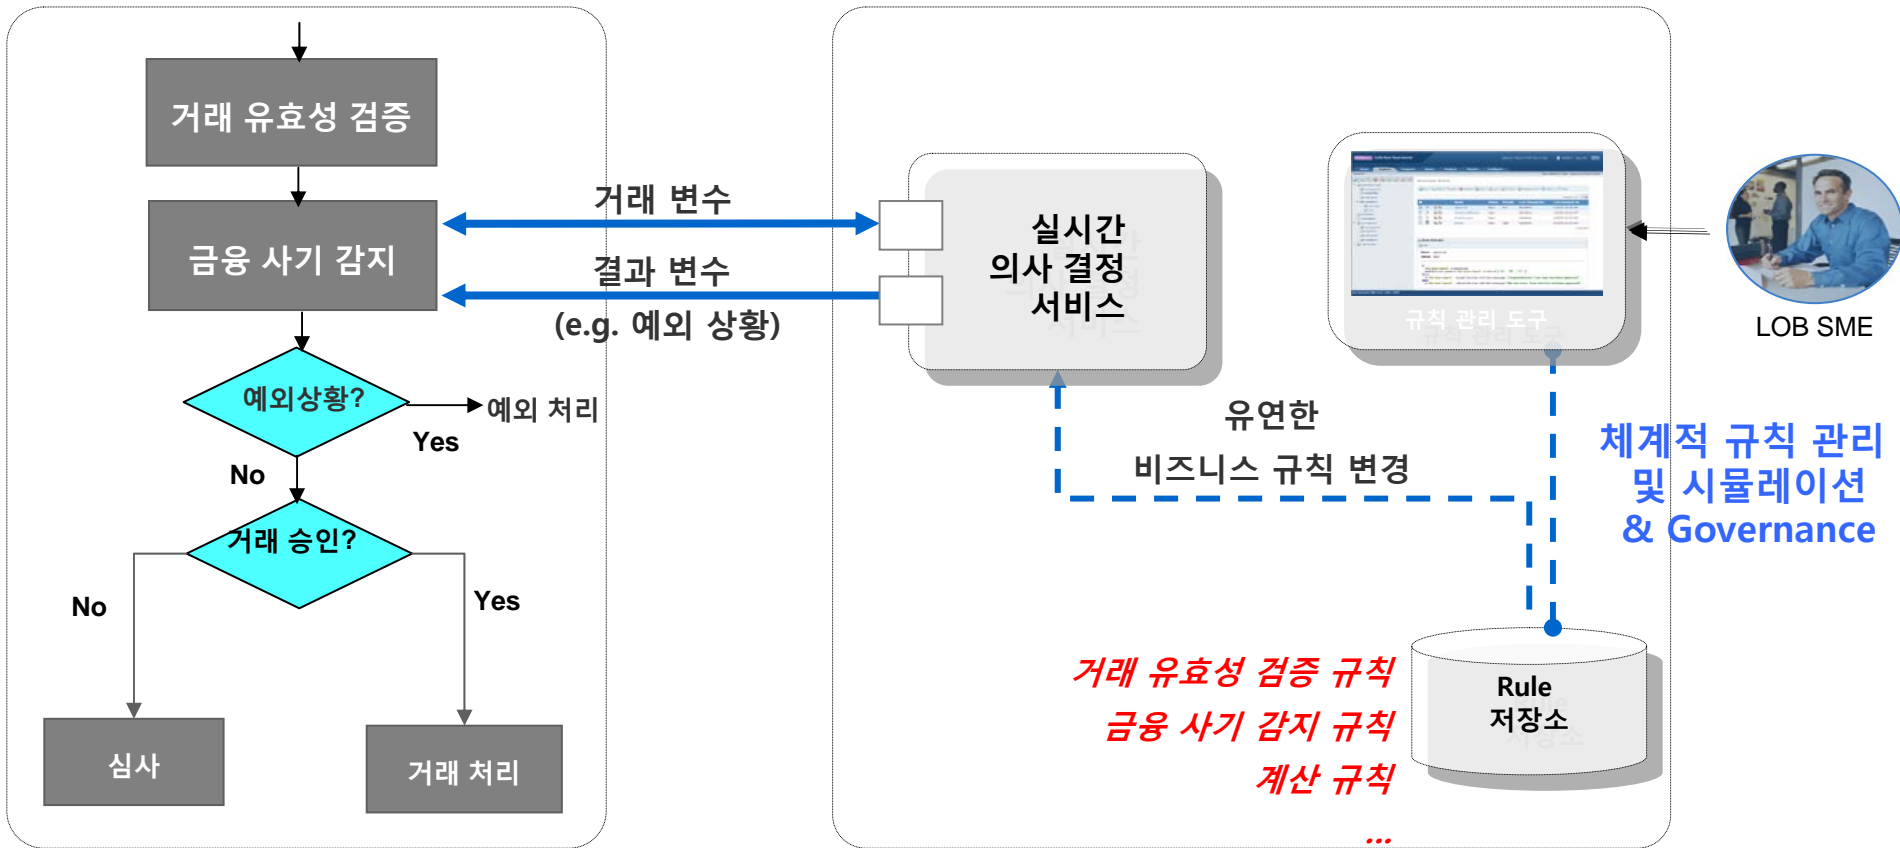 거래 유효성 검증
금융 사기 감지
예외상황?
Yes
예외 처리
No
거래 승인?
No
Yes
심사
거래 처리
거래 변수
결과 변수
(e.g. 예외 상황)
실시간
의사 결정
서비스
규칙 관리 도구
LOB SME
유연한
비즈니스 규칙 변경
체계적 규칙 관리
및 시뮬레이션
& Governance
거래 유효성 검증 규칙
금융 사기 감지 규칙
계산 규칙
...
Rule
저장소